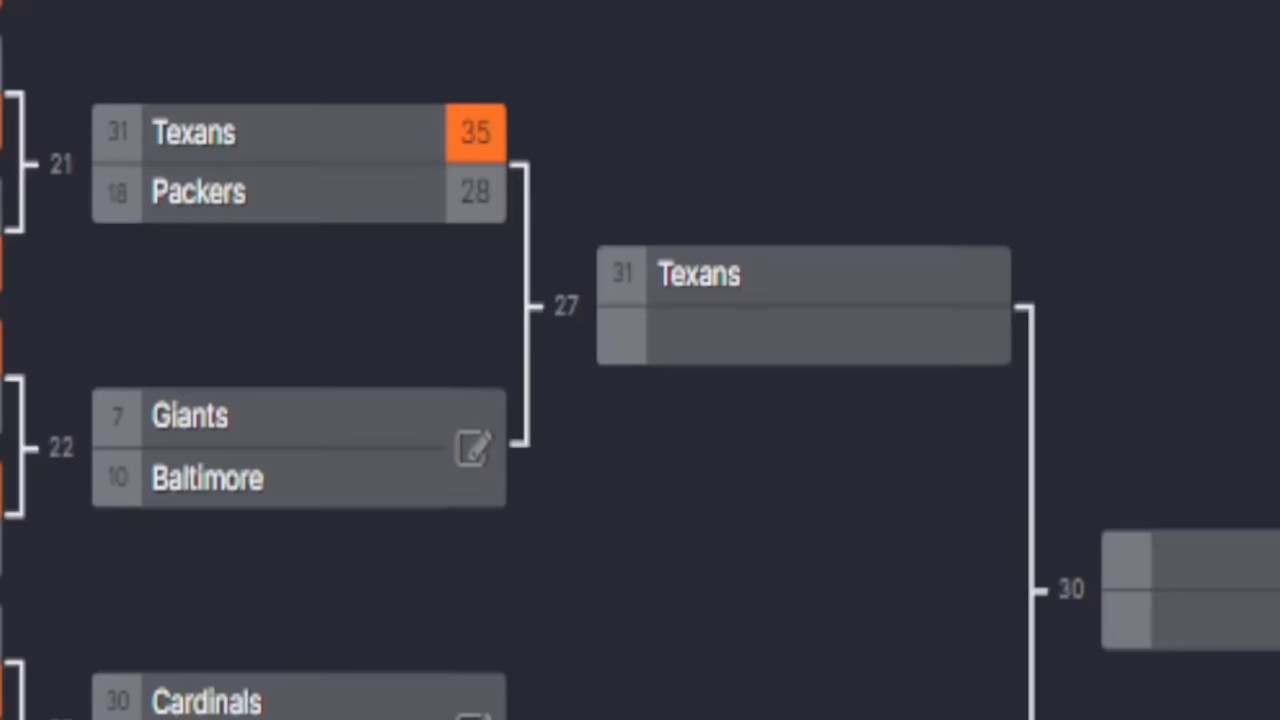 31 Texans 35
21
18 Packers 28
31 Texans
27
7 Giants
22
10 Baltimore
30
30 Cardinals